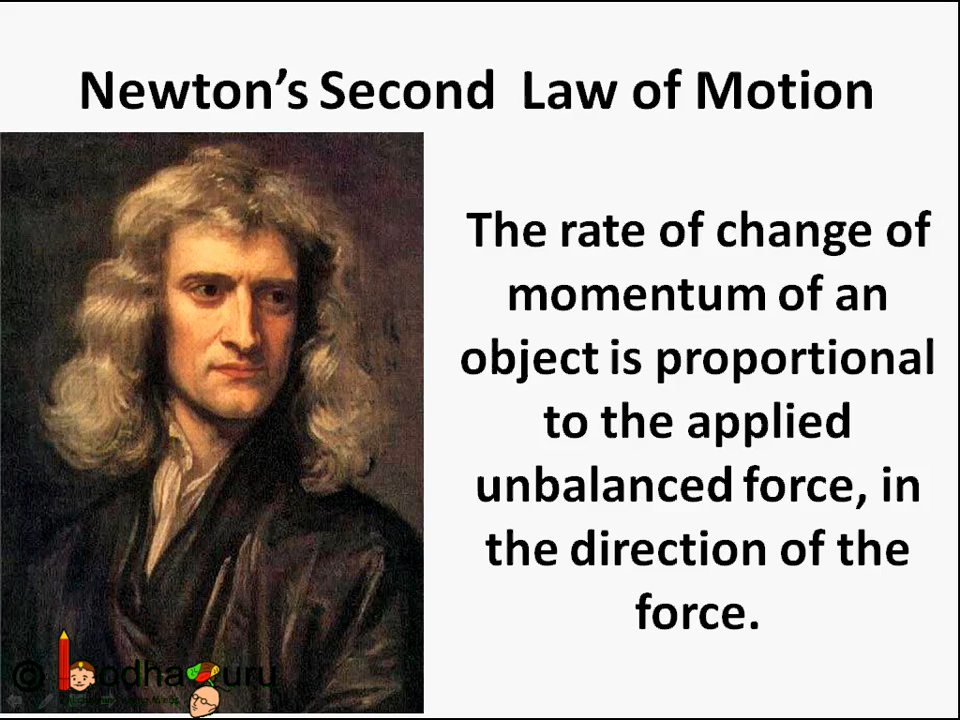 Newton's Second Law of Motion
The rate of change of
momentum of an
object is proportional
to the applied
unbalanced force, in
the direction of the
force.
© BodhaGuru